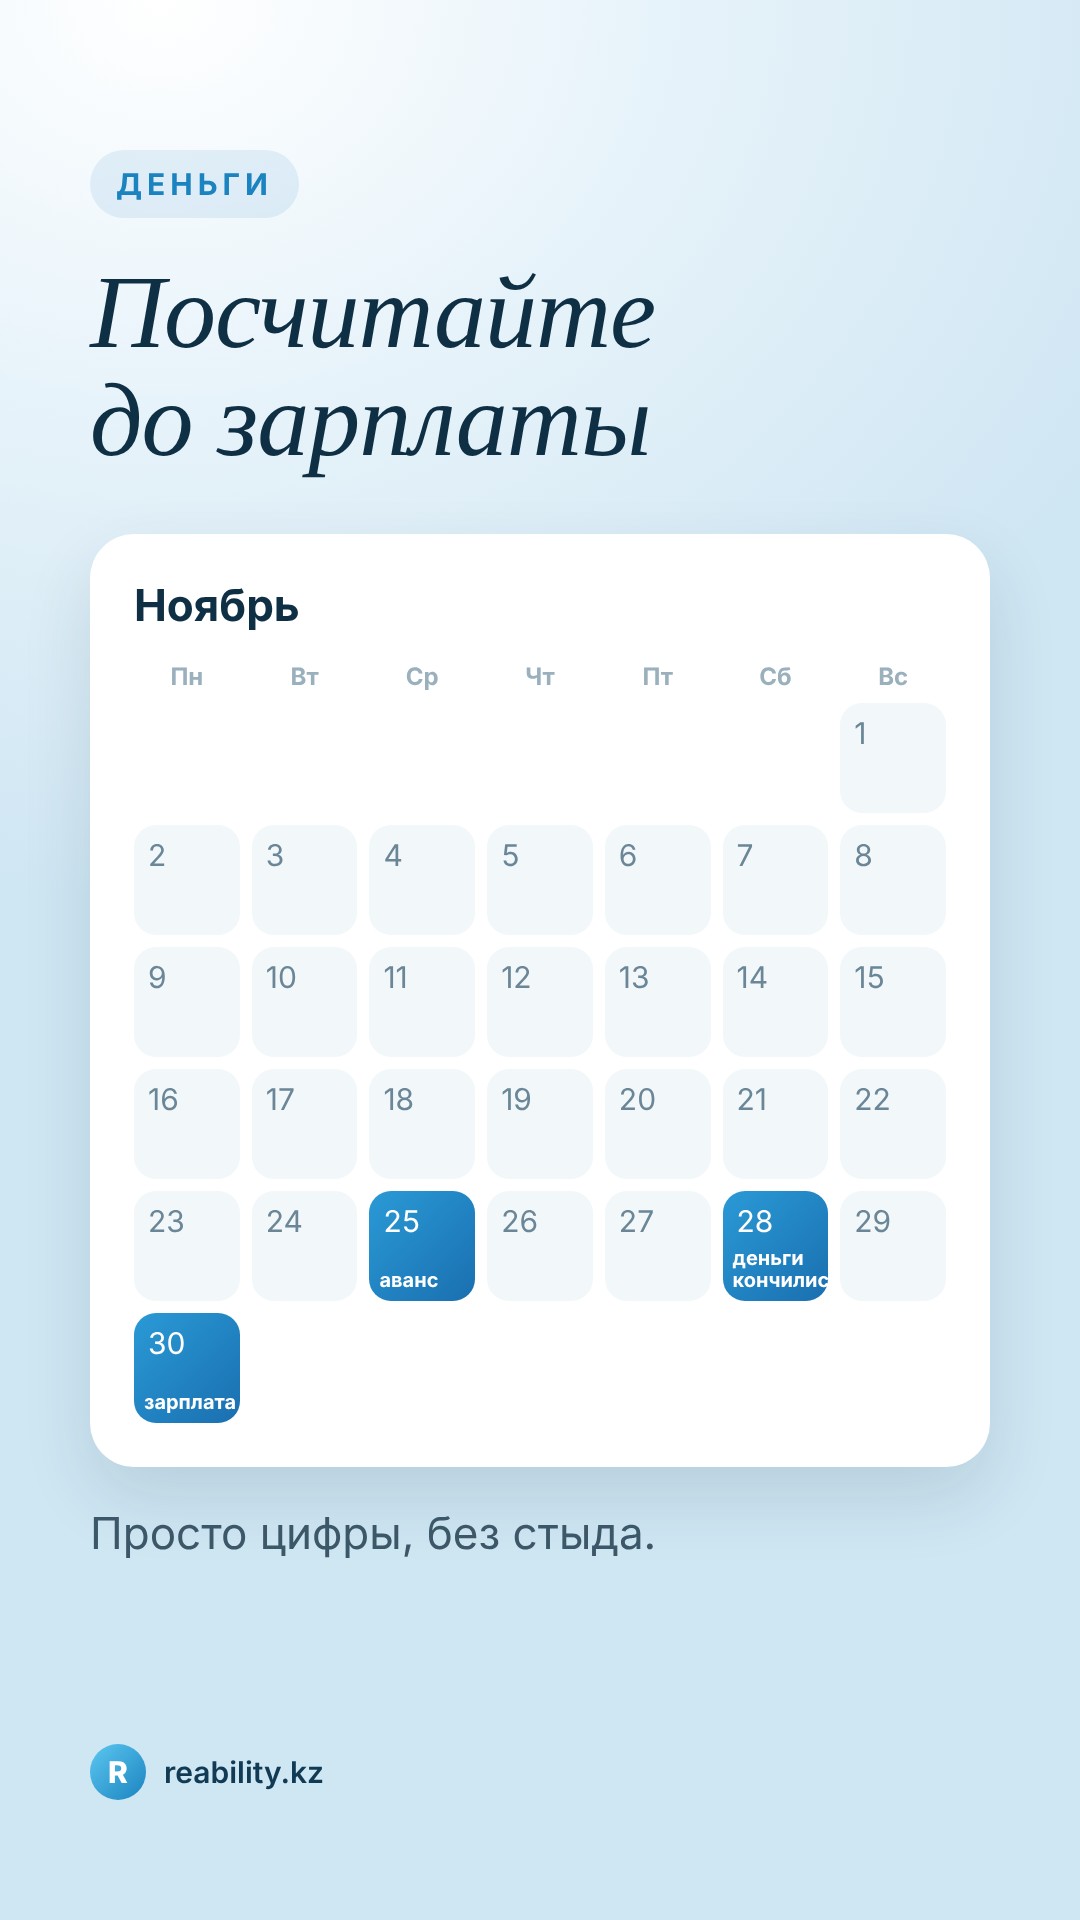 ДЕНЬГИ
Посчитайте
до зарплаты
Ноябрь
Пн Вт Ср Чт Пт Сб Вс
1
2 3 4 5 6 7 8
9 10 11 12 13 14 15
16 17 18 19 20 21 22
23 24 25 26 27 28 29
аванс деньги
кончилис
30
зарплата
Просто цифры, без стыда.
R reability.kz